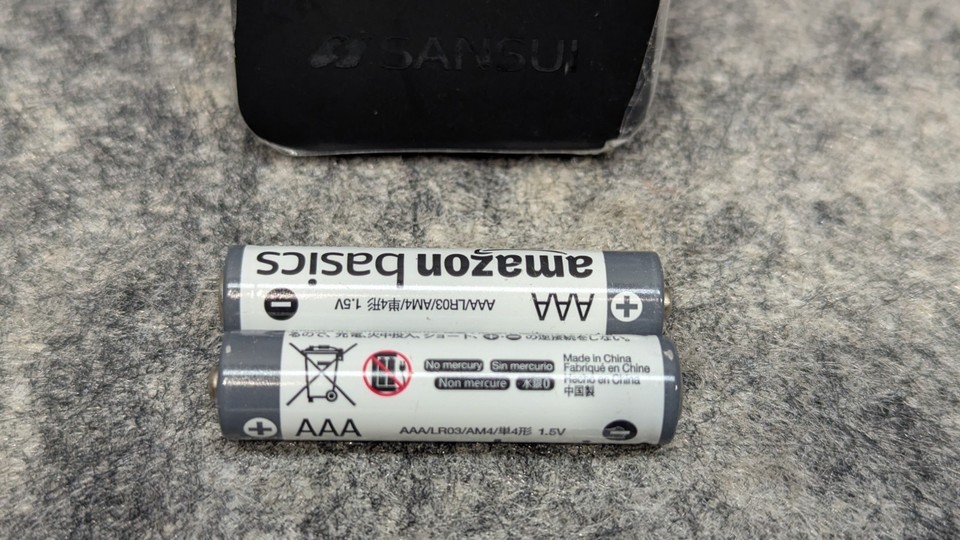 SANSUI
amazon basics
AAA
AAA/LR03/AM4/単4形 1.5V
No mercury Sin mercurio
Non mercure 水銀0
Made in China
Fabriqué en Chine
Hecho en China
中国製
AAA
AAA/LR03/AM4/単4形 1.5V